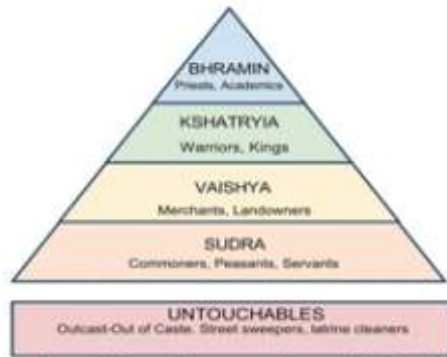 BHRAMIN
Priests, Academics
KSHATRYIA
Warriors, Kings
VAISHYA
Merchants, Landowners
SUDRA
Commoners, Peasants, Servants
UNTOUCHABLES
Outcast-Out of Caste. Street sweepers, latrine cleaners